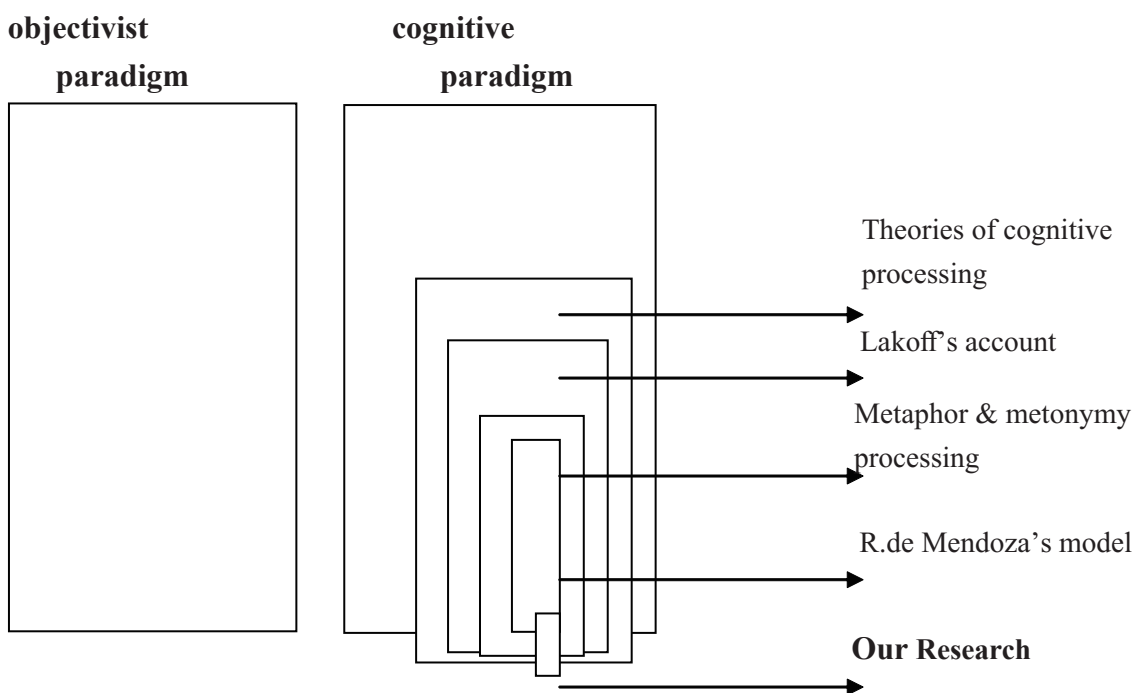 objectivist
paradigm
cognitive
paradigm
Theories of cognitive
processing
Lakoff’s account
Metaphor & metonymy
processing
R.de Mendoza’s model
Our Research